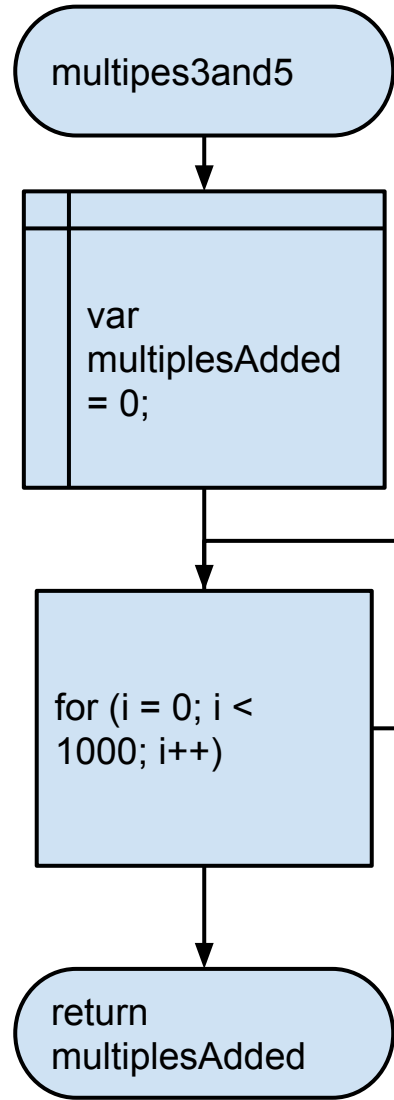 multipes3and5
var
multiplesAdded
= 0;
for (i = 0; i <
1000; i++)
return
multiplesAdded